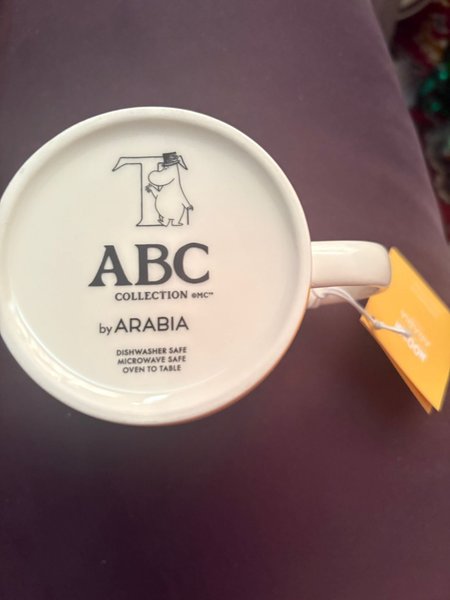 T
ABC
COLLECTION ©MC™
by ARABIA
DISHWASHER SAFE
MICROWAVE SAFE
OVEN TO TABLE